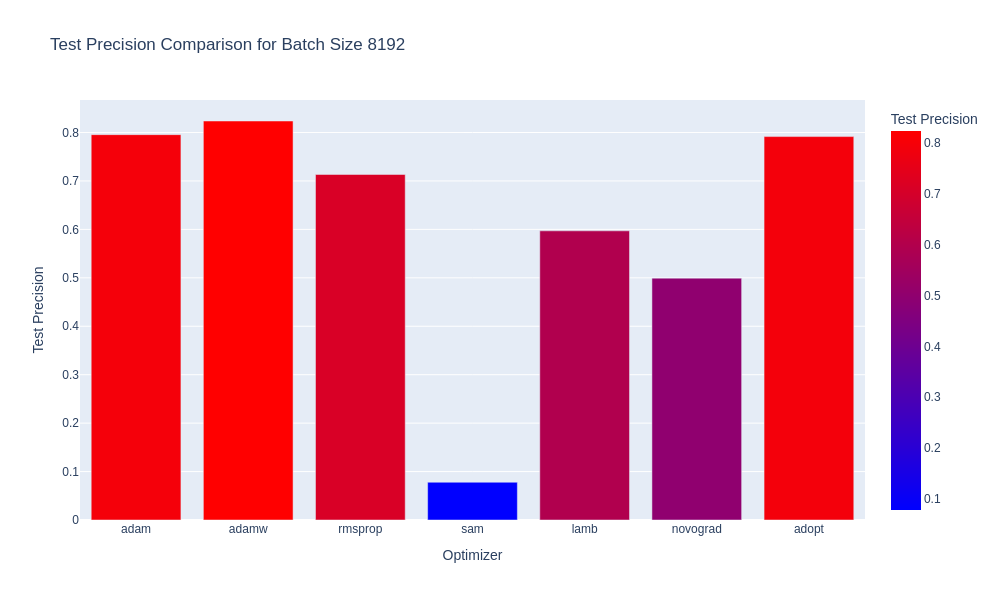 Test Precision Comparison for Batch Size 8192
Test Precision
0.8
0.7
0.6
0.5
0.4
0.3
0.2
0.1
0
adam
adamw
rmsprop
sam
lamb
novograd
adopt
Optimizer
Test Precision
0.8
0.7
0.6
0.5
0.4
0.3
0.2
0.1